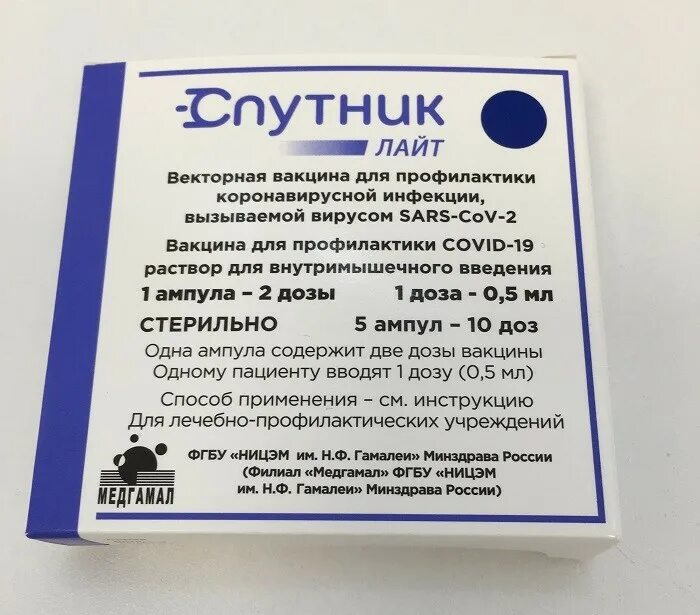 Спутник
ЛАЙТ
Векторная вакцина для профилактики
коронавирусной инфекции,
вызываемой вирусом SARS-CoV-2
Вакцина для профилактики COVID-19
раствор для внутримышечного введения
1 ампула – 2 дозы 1 доза - 0,5 мл
СТЕРИЛЬНО 5 ампул – 10 доз
Одна ампула содержит две дозы вакцины
Одному пациенту вводят 1 дозу (0,5 мл)
Способ применения – см. инструкцию
Для лечебно-профилактических учреждений
ФГБУ «НИЦЭМ им. Н.Ф. Гамалеи» Минздрава России
(Филиал «Медгамал» ФГБУ «НИЦЭМ
им. Н.Ф. Гамалеи» Минздрава России)
МЕДГАМАЛ